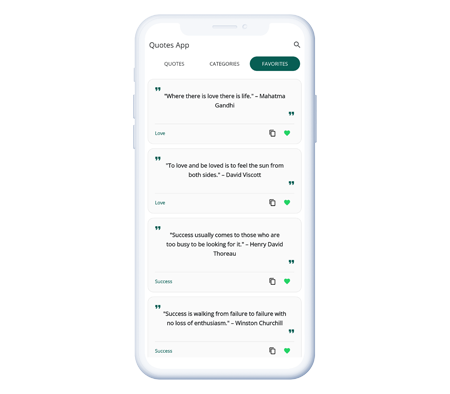 Quotes App
QUOTES CATEGORIES FAVORITES
"Where there is love there is life." – Mahatma
Gandhi
Love
"To love and be loved is to feel the sun from
both sides." – David Viscott
Love
"Success usually comes to those who are
too busy to be looking for it." – Henry David
Thoreau
Success
"Success is walking from failure to failure with
no loss of enthusiasm." – Winston Churchill
Success